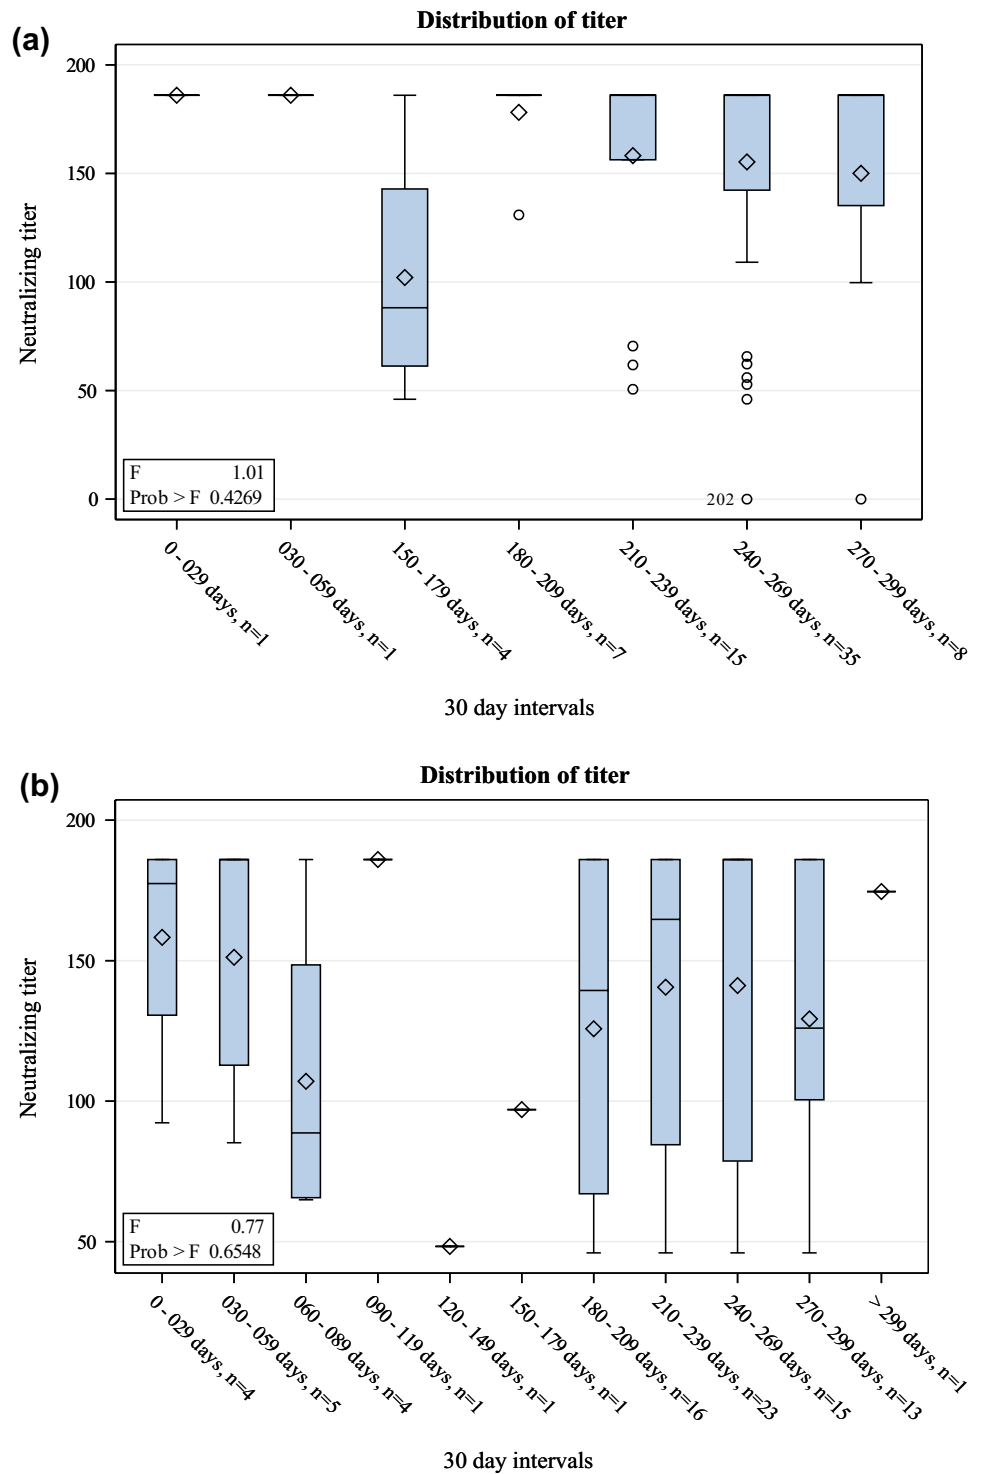 (a)
Distribution of titer
Neutralizing titer
200
150
100
50
0
F 1.01
Prob > F 0.4269
202
0 - 029 days, n=1
030 - 059 days, n=1
150 - 179 days, n=4
180 - 209 days, n=7
210 - 239 days, n=15
240 - 269 days, n=35
270 - 299 days, n=8
30 day intervals
(b)
Distribution of titer
Neutralizing titer
200
150
100
50
F 0.77
Prob > F 0.6548
0 - 029 days, n=4
030 - 059 days, n=5
060 - 089 days, n=4
090 - 119 days, n=1
120 - 149 days, n=1
150 - 179 days, n=1
180 - 209 days, n=16
210 - 239 days, n=23
240 - 269 days, n=15
270 - 299 days, n=13
> 299 days, n=1
30 day intervals